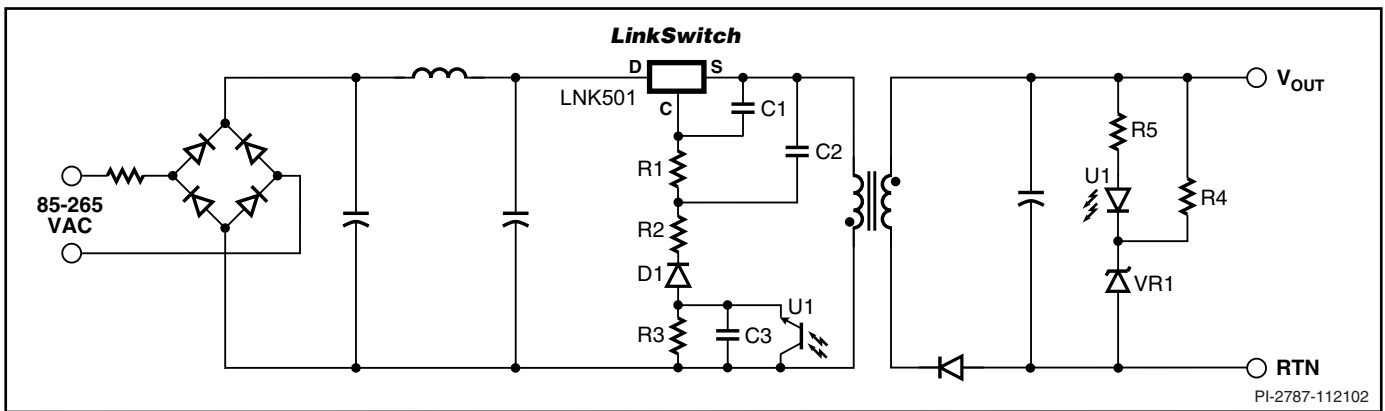 LinkSwitch
D S
LNK501
C
C1
C2
R1
R2
D1
R3
C3
U1
85-265
VAC
R5
U1
R4
VR1
VOUT
RTN
PI-2787-112102